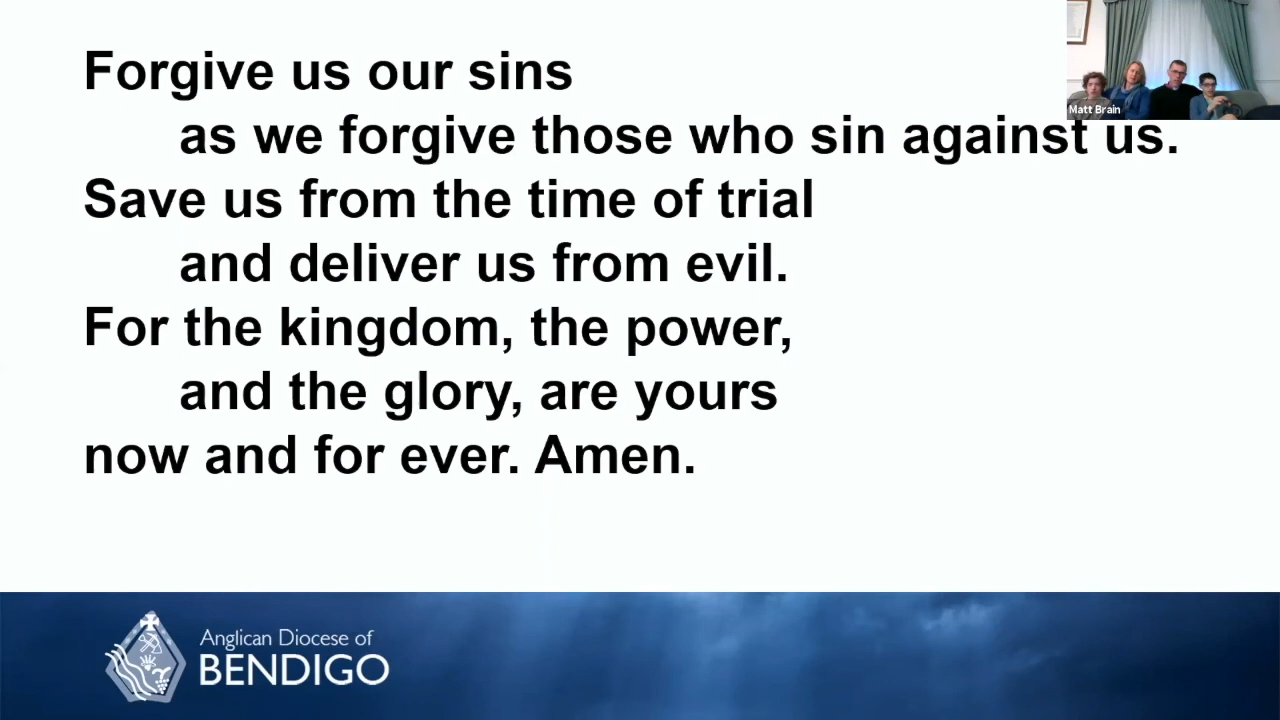 Forgive us our sins
as we forgive those who sin against us.
Save us from the time of trial
and deliver us from evil.
For the kingdom, the power,
and the glory, are yours
now and for ever. Amen.
Matt Brain
Anglican Diocese of
BENDIGO